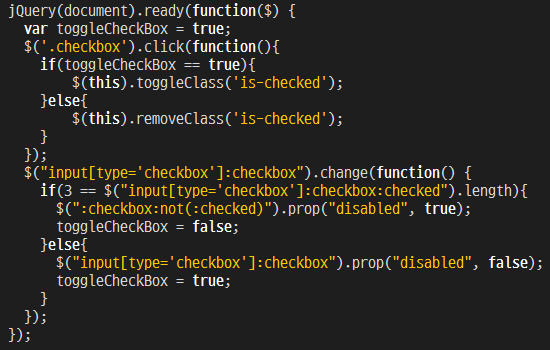 jQuery(document).ready(function($) {
  var toggleCheckBox = true;
  $('.checkbox').click(function(){
    if(toggleCheckBox == true){
        $(this).toggleClass('is-checked');
    }else{
        $(this).removeClass('is-checked');
    }
  });
  $("input[type='checkbox']:checkbox").change(function() {
    if(3 == $("input[type='checkbox']:checkbox:checked").length){
      $(":checkbox:not(:checked)").prop("disabled", true);
      toggleCheckBox = false;
    }else{
      $("input[type='checkbox']:checkbox").prop("disabled", false);
      toggleCheckBox = true;
    }
  });
});